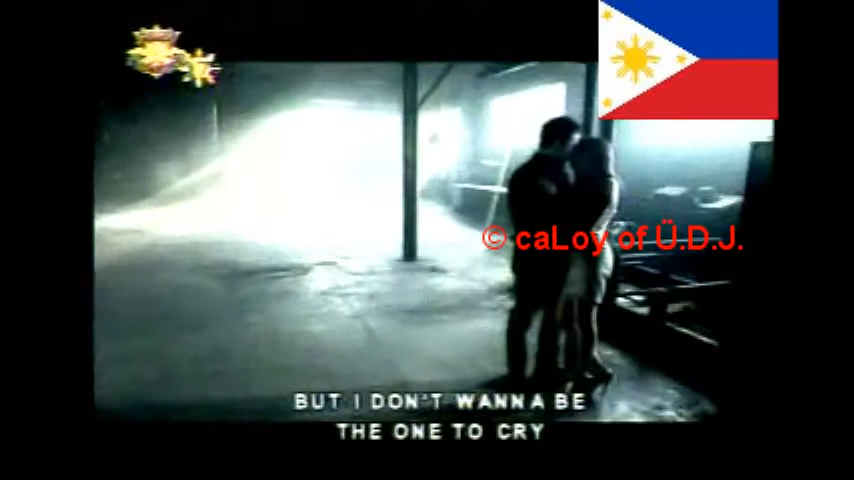 © caLoy of Ü.D.J.
BUT I DON'T WANNA BE
THE ONE TO CRY